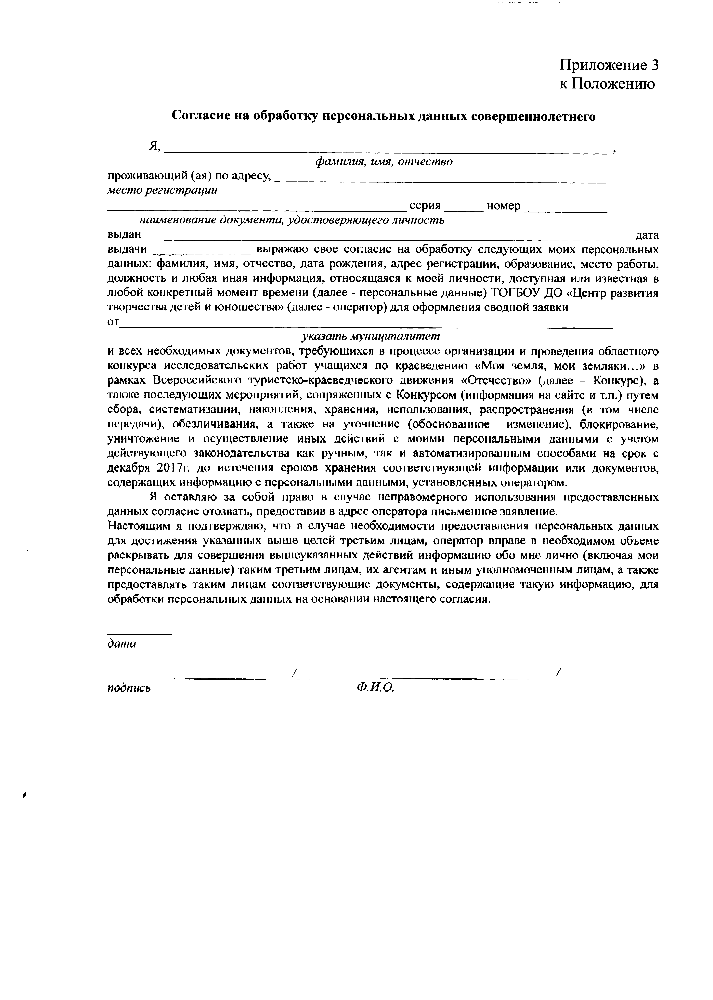 Приложение 3
к Положению
Согласие на обработку персональных данных совершеннолетнего
Я, ,
фамилия, имя, отчество
проживающий (ая) по адресу,
место регистрации
серия номер
наименование документа, удостоверяющего личность
выдан дата
выдачи выражаю свое согласие на обработку следующих моих персональных
данных: фамилия, имя, отчество, дата рождения, адрес регистрации, образование, место работы,
должность и любая иная информация, относящаяся к моей личности, доступная или известная в
любой конкретный момент времени (далее - персональные данные) ТОГБОУ ДО «Центр развития
творчества детей и юношества» (далее - оператор) для оформления сводной заявки
от
указать муниципалитет
и всех необходимых документов, требующихся в процессе организации и проведения областного
конкурса исследовательских работ учащихся по краеведению «Моя земля, мои земляки...» в
рамках Всероссийского туристско-краеведческого движения «Отечество» (далее – Конкурс), а
также последующих мероприятий, сопряженных с Конкурсом (информация на сайте и т.п.) путем
сбора, систематизации, накопления, хранения, использования, распространения (в том числе
передачи), обезличивания, а также на уточнение (обоснованное изменение), блокирование,
уничтожение и осуществление иных действий с моими персональными данными с учетом
действующего законодательства как ручным, так и автоматизированным способами на срок с
декабря 2017г. до истечения сроков хранения соответствующей информации или документов,
содержащих информацию с персональными данными, установленных оператором.
Я оставляю за собой право в случае неправомерного использования предоставленных
данных согласие отозвать, предоставив в адрес оператора письменное заявление.
Настоящим я подтверждаю, что в случае необходимости предоставления персональных данных
для достижения указанных выше целей третьим лицам, оператор вправе в необходимом объеме
раскрывать для совершения вышеуказанных действий информацию обо мне лично (включая мои
персональные данные) таким третьим лицам, их агентам и иным уполномоченным лицам, а также
предоставлять таким лицам соответствующие документы, содержащие такую информацию, для
обработки персональных данных на основании настоящего согласия.
дата
/ /
подпись Ф.И.О.